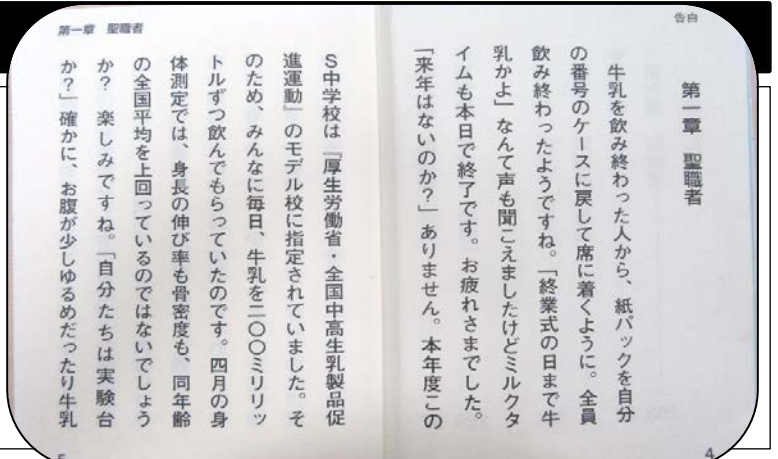 告白
第一章 聖職者
牛乳を飲み終わった人から、紙パックを自分
の番号のケースに戻して席に着くように。全員
飲み終わったようですね。「終業式の日まで牛
乳かよ」なんて声も聞こえましたけどミルクタ
イムも本日で終了です。お疲れさまでした。
「来年はないのか？」ありません。本年度この
4
第一章 聖職者
S中学校は『厚生労働省・全国中高生乳製品促
進運動』のモデル校に指定されていました。そ
のため、みんなに毎日、牛乳を二〇〇ミリリッ
トルずつ飲んでもらっていたのです。四月の身
体測定では、身長の伸び率も骨密度も、同年齢
の全国平均を上回っているのではないでしょう
か？ 楽しみですね。「自分たちは実験台
か？」確かに、お腹が少しゆるめだったり牛乳
5